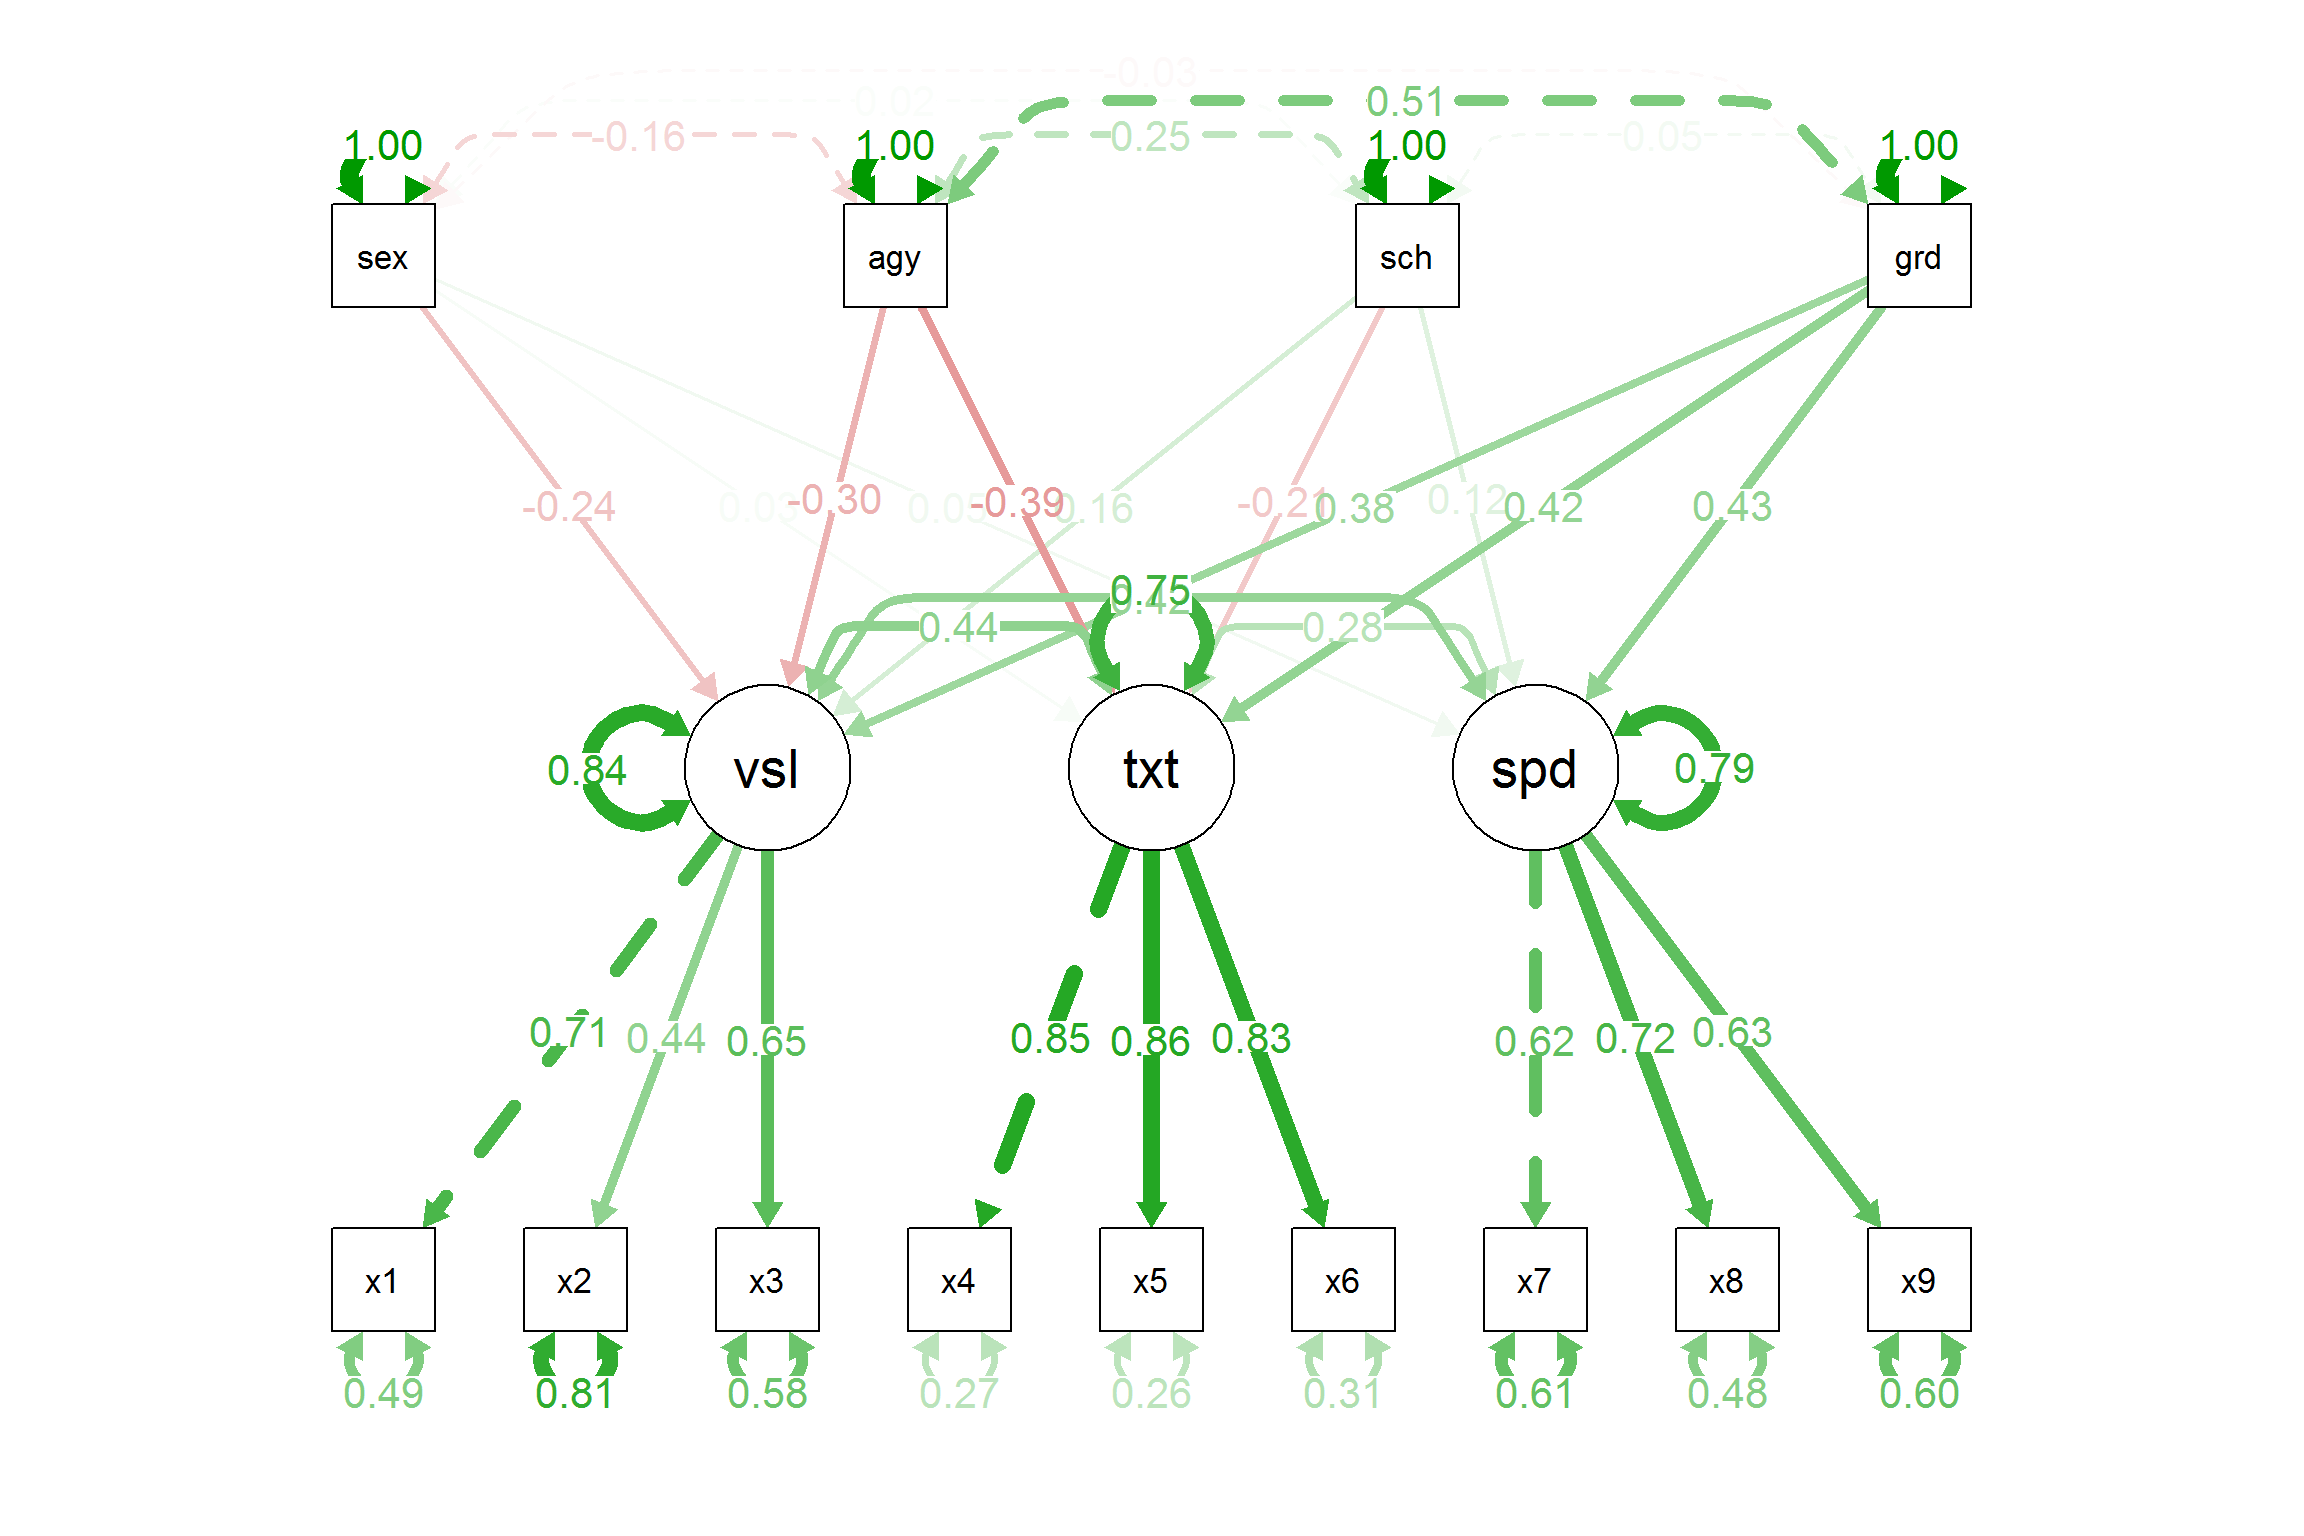 -0.03
0.02 0.51
-0.16 0.25 0.05
1.00 1.00 1.00 1.00
sex agy sch grd
-0.24 0.03 -0.30 0.05 -0.39 0.16 -0.21 0.38 0.12 0.42 0.43
0.75
0.42
0.44 0.28
0.84 vsl txt spd 0.79
0.71 0.44 0.65 0.85 0.86 0.83 0.62 0.72 0.63
x1 x2 x3 x4 x5 x6 x7 x8 x9
0.49 0.81 0.58 0.27 0.26 0.31 0.61 0.48 0.60